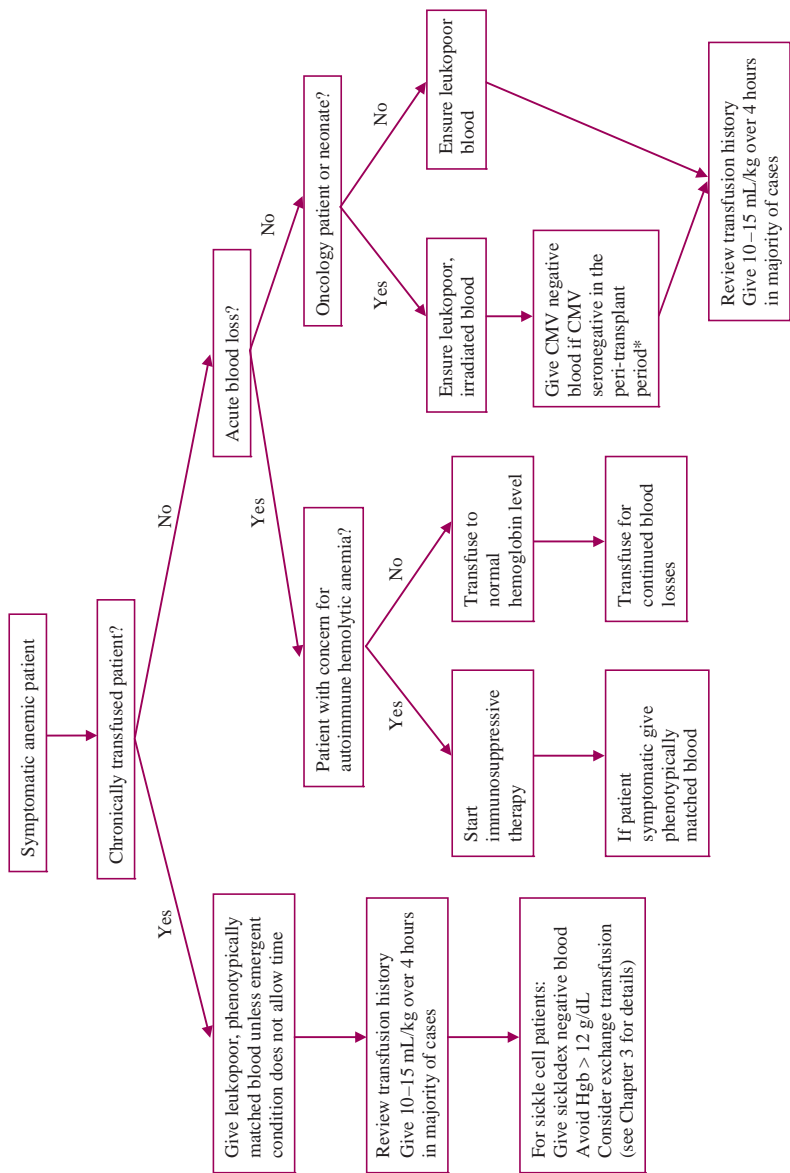 Symptomatic anemic patient
Chronically transfused patient?
Yes
No
Give leukopoor, phenotypically
matched blood unless emergent
condition does not allow time
Review transfusion history
Give 10–15 mL/kg over 4 hours
in majority of cases
For sickle cell patients:
Give sickledex negative blood
Avoid Hgb > 12 g/dL
Consider exchange transfusion
(see Chapter 3 for details)
Acute blood loss?
Yes
No
Patient with concern for
autoimmune hemolytic anemia?
Yes
No
Start
immunosuppressive
therapy
If patient
symptomatic give
phenotypically
matched blood
Transfuse to
normal
hemoglobin level
Transfuse for
continued blood
losses
Oncology patient or neonate?
Yes
No
Ensure leukopoor,
irradiated blood
Give CMV negative
blood if CMV
seronegative in the
peri-transplant
period*
Ensure leukopoor
blood
Review transfusion history
Give 10–15 mL/kg over 4 hours
in majority of cases